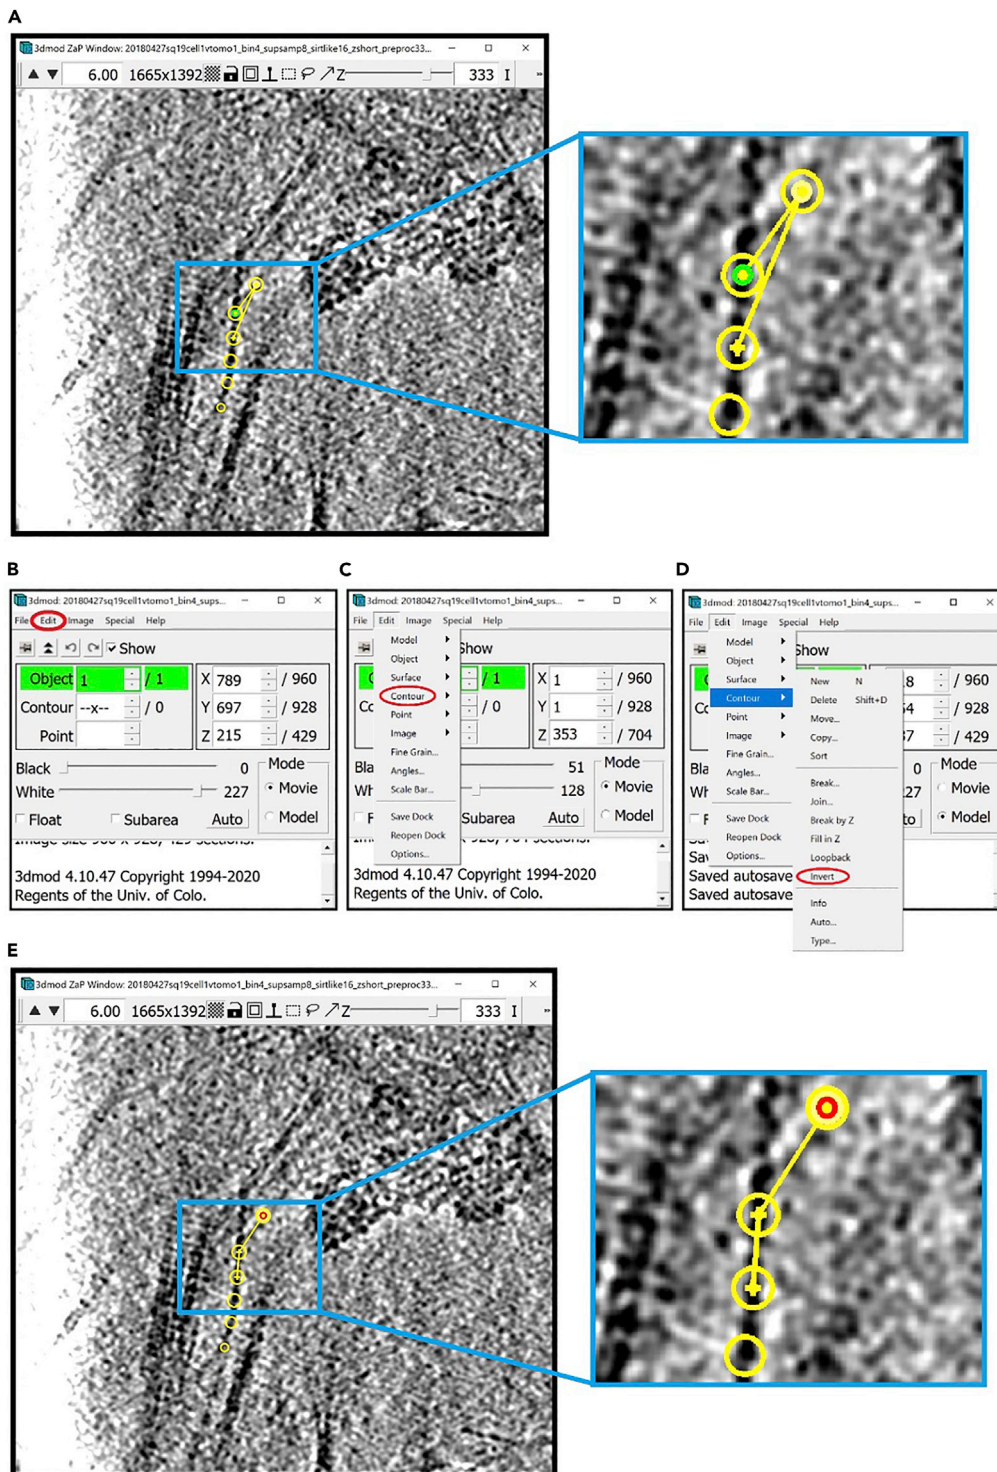 A
3dmod ZaP Window: 20180427sq19cell1vtomo1_bin4_supsamp8_sirtlike16_zshort_preproc33...
6.00 1665x1392 Z 333 I »
B
C
D
3dmod: 20180427sq19cell1vtomo1_bin4_sups...
File Edit Image Special Help
Show
Object 1 / 1 X 789 / 960
Contour --x-- / 0 Y 697 / 928
Point Z 215 / 429
Black 0 Mode
White 227 Movie
Float Subarea Auto Model
3dmod 4.10.47 Copyright 1994-2020
Regents of the Univ. of Colo.
3dmod: 20180427sq19cell1vtomo1_bin4_sups...
File Edit Image Special Help
Model
Object
Surface
Contour
Point
Image
Fine Grain...
Angles...
Scale Bar...
Save Dock
Reopen Dock
Options...
/ 1 X 1 / 960
/ 0 Y 1 / 928
Z 353 / 704
51 Mode
128 Movie
Subarea Auto Model
3dmod 4.10.47 Copyright 1994-2020
Regents of the Univ. of Colo.
3dmod: 20180427sq19cell1vtomo1_bin4_sups...
File Edit Image Special Help
Model
Object
Surface
Contour
Point
Image
Fine Grain...
Angles...
Scale Bar...
Save Dock
Reopen Dock
Options...
New N
Delete Shift+D
Move...
Copy...
Sort
Break...
Join...
Break by Z
Fill in Z
Loopback
Invert
Info
Auto...
Type...
/ 960
/ 928
/ 429
0 Mode
Movie
Model
Saved autosave
Saved autosave
E
3dmod ZaP Window: 20180427sq19cell1vtomo1_bin4_supsamp8_sirtlike16_zshort_preproc33...
6.00 1665x1392 Z 333 I »